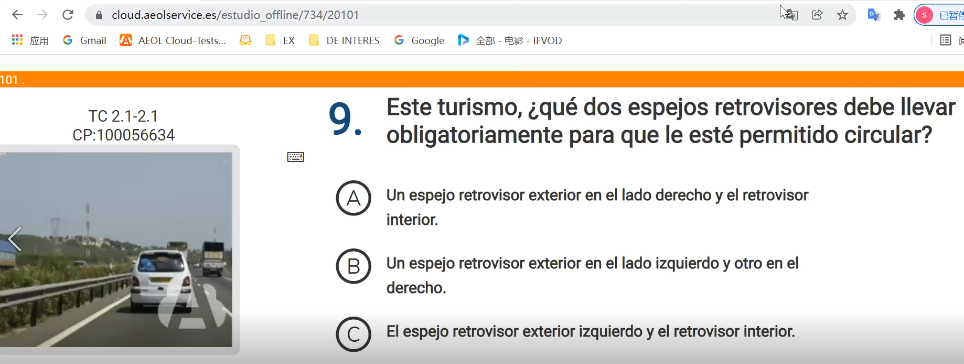 cloud.aeolservice.es/estudio_offline/734/20101
应用 Gmail AEOL Cloud-Tests... EX DE INTERES Google 全部 - 电影 - IFVOD
S 已暂停
101 .
TC 2.1-2.1
CP:100056634
9. Este turismo, ¿qué dos espejos retrovisores debe llevar
obligatoriamente para que le esté permitido circular?
A Un espejo retrovisor exterior en el lado derecho y el retrovisor
interior.
B Un espejo retrovisor exterior en el lado izquierdo y otro en el
derecho.
C El espejo retrovisor exterior izquierdo y el retrovisor interior.